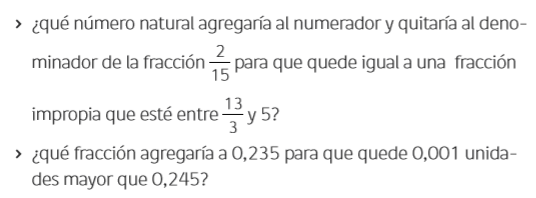 › ¿qué número natural agregaría al numerador y quitaría al deno-
minador de la fracción 2/15 para que quede igual a una fracción
impropia que esté entre 13/3 y 5?
› ¿qué fracción agregaría a 0,235 para que quede 0,001 unida-
des mayor que 0,245?